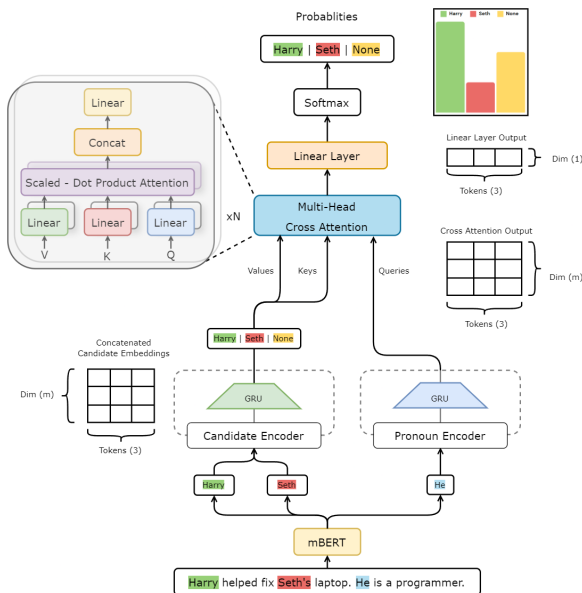 Probablities
Harry | Seth | None
Softmax
Linear Layer
Multi-Head
Cross Attention
xN
Linear
Concat
Scaled - Dot Product Attention
Linear
Linear
Linear
V
K
Q
Harry
Seth
None
Linear Layer Output
Dim (1)
Tokens (3)
Cross Attention Output
Dim (m)
Tokens (3)
Values
Keys
Queries
Harry | Seth | None
Concatenated
Candidate Embeddings
Dim (m)
Tokens (3)
GRU
Candidate Encoder
GRU
Pronoun Encoder
Harry
Seth
He
mBERT
Harry helped fix Seth's laptop. He is a programmer.